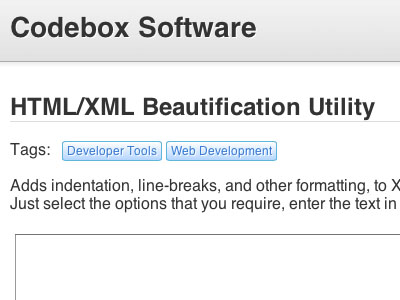 Codebox Software
HTML/XML Beautification Utility
Tags: Developer Tools Web Development
Adds indentation, line-breaks, and other formatting, to X
Just select the options that you require, enter the text in